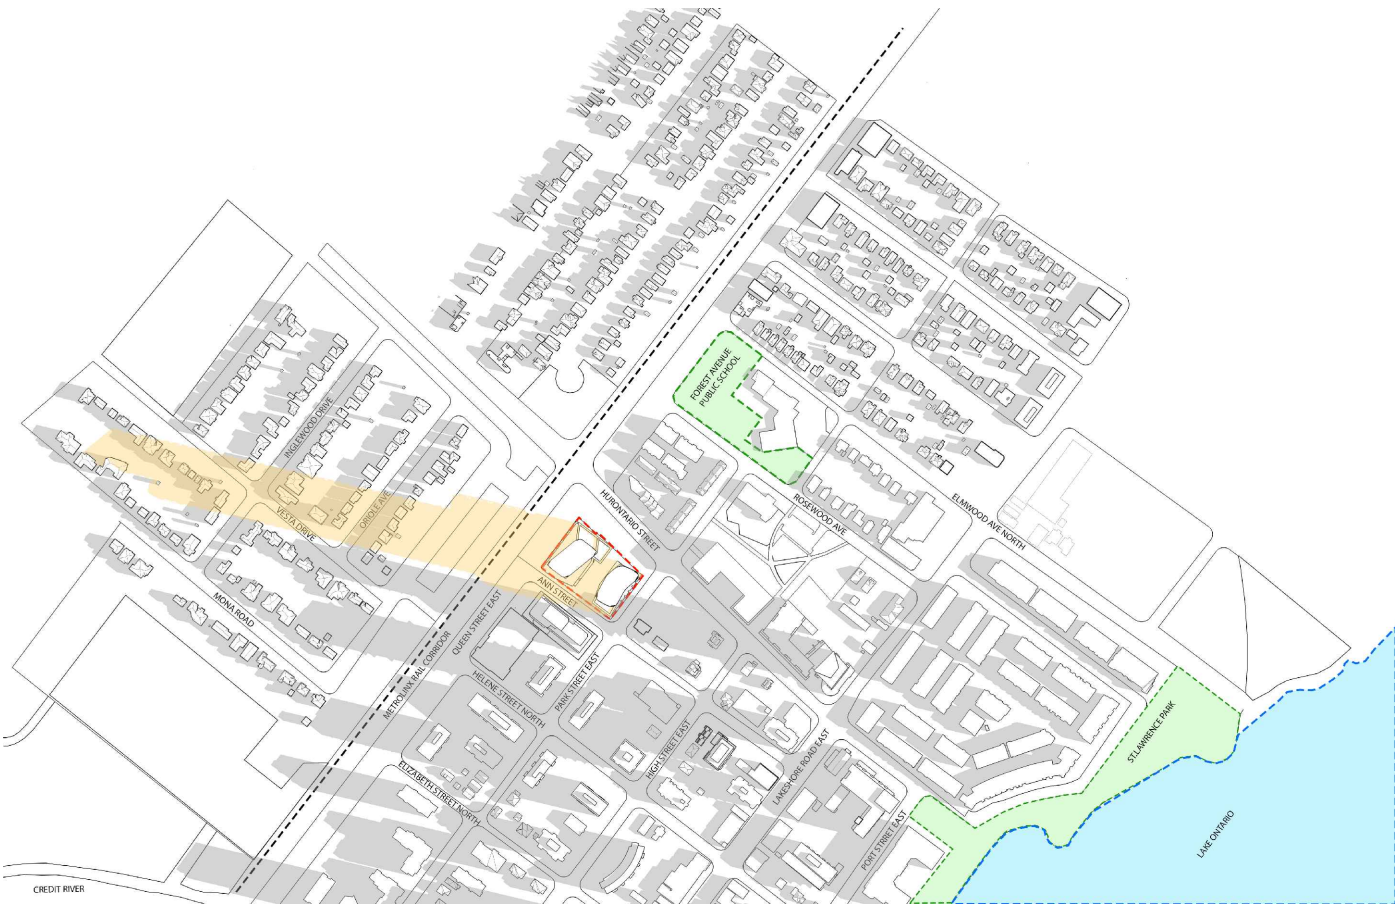 FOREST AVENUE
PUBLIC SCHOOL
INGLEWOOD DRIVE
ORIOLE AVE
VESTA DRIVE
HURONTARIO STREET
ROSEWOOD AVE
ELMWOOD AVE NORTH
ANN STREET
MONA ROAD
QUEEN STREET EAST
METROLINX RAIL CORRIDOR
HELENE STREET NORTH
PARK STREET EAST
HIGH STREET EAST
LAKESHORE ROAD EAST
ST.LAWRENCE PARK
ELIZABETH STREET NORTH
PORT STRRET EAST
LAKE ONTARIO
CREDIT RIVER